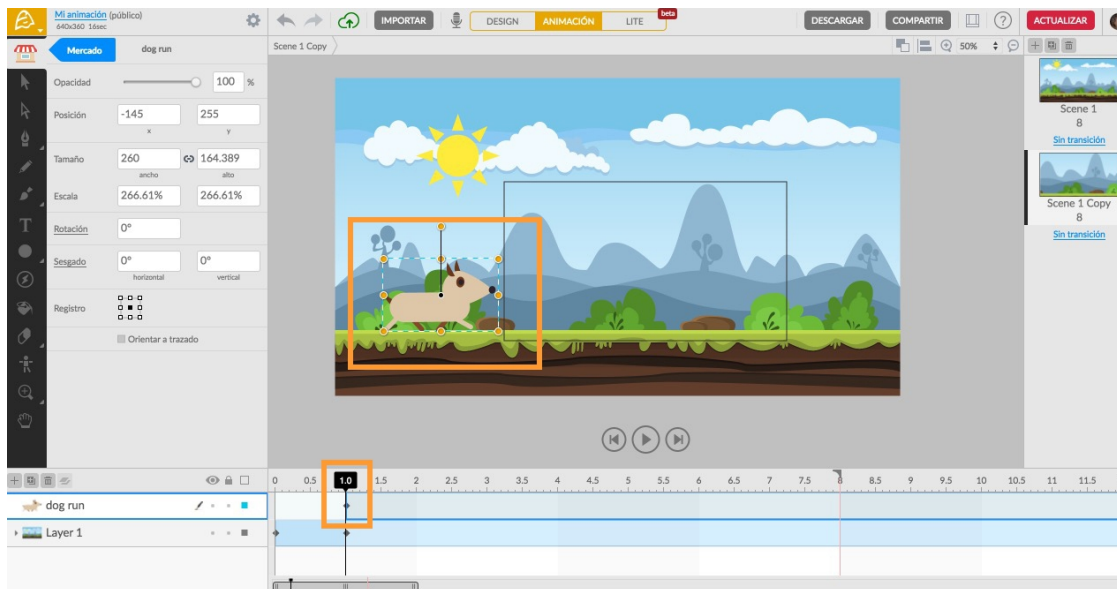 Mi animación (público)
640x360 16sec
IMPORTAR
DESIGN ANIMACIÓN LITE beta
DESCARGAR COMPARTIR ? ACTUALIZAR
Mercado dog run
Opacidad 100 %
Posición -145 255
x y
Tamaño 260 164.389
ancho alto
Escala 266.61% 266.61%
T
Rotación 0°
Sesgado 0° 0°
horizontal vertical
Registro
Orientar a trazado
Scene 1 Copy 50%
Scene 1
8
Sin transición
Scene 1 Copy
8
Sin transición
0 0.5 1.0 1.5 2 2.5 3 3.5 4 4.5 5 5.5 6 6.5 7 7.5 8 8.5 9 9.5 10 10.5 11 11.5
dog run
Layer 1